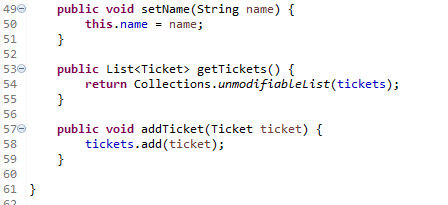 49 public void setName(String name) {
50 this.name = name;
51 }
52
53 public List<Ticket> getTickets() {
54 return Collections.unmodifiableList(tickets);
55 }
56
57 public void addTicket(Ticket ticket) {
58 tickets.add(ticket);
59 }
60
61 }
62